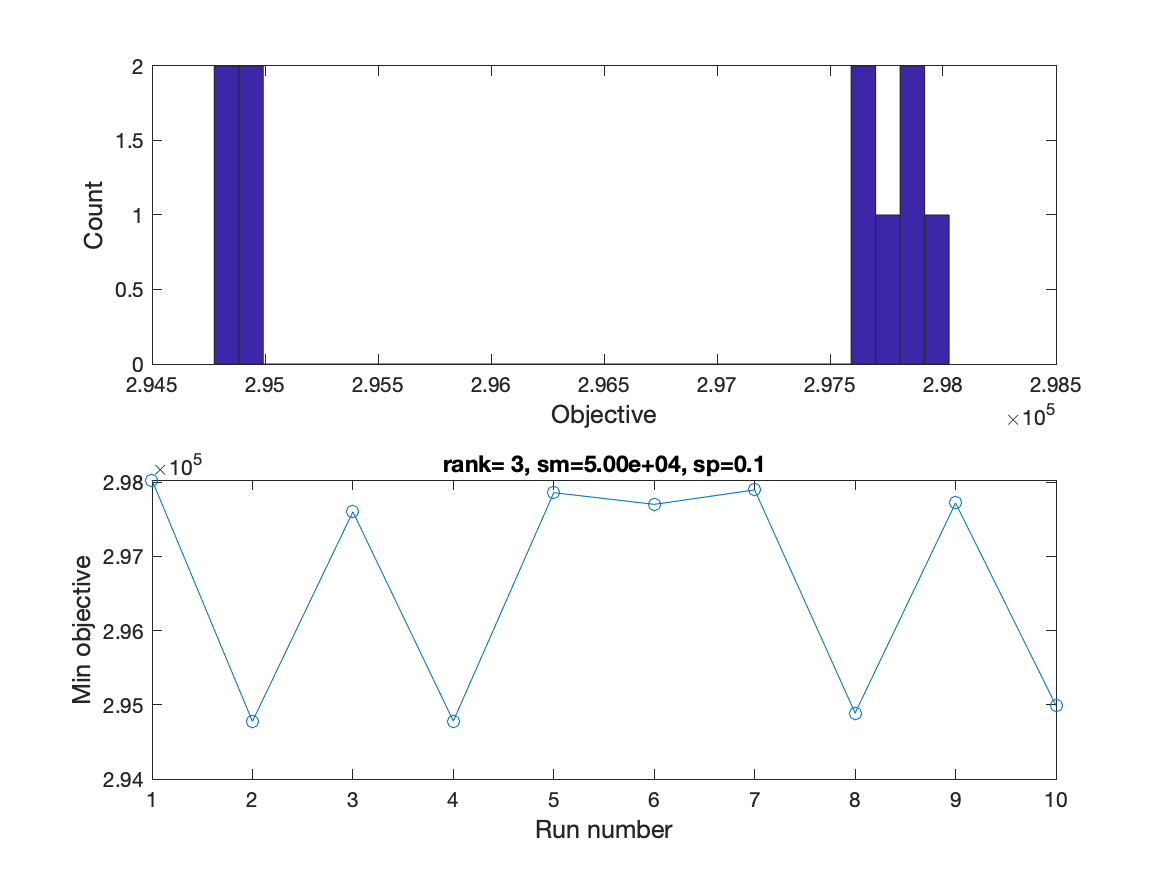 2
1.5
1
0.5
0
Count
2.945 2.95 2.955 2.96 2.965 2.97 2.975 2.98 2.985
Objective
×10^5
rank= 3, sm=5.00e+04, sp=0.1
×10^5
2.98
2.97
2.96
2.95
2.94
Min objective
1 2 3 4 5 6 7 8 9 10
Run number